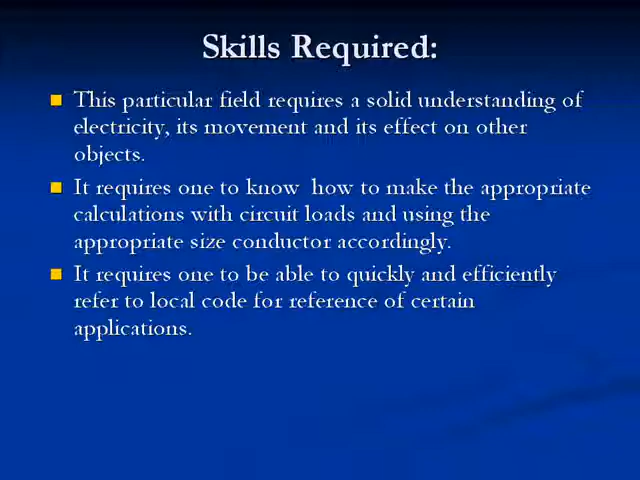 Skills Required:
This particular field requires a solid understanding of
electricity, its movement and its effect on other
objects.
It requires one to know  how to make the appropriate
calculations with circuit loads and using the
appropriate size conductor accordingly.
It requires one to be able to quickly and efficiently
refer to local code for reference of certain
applications.